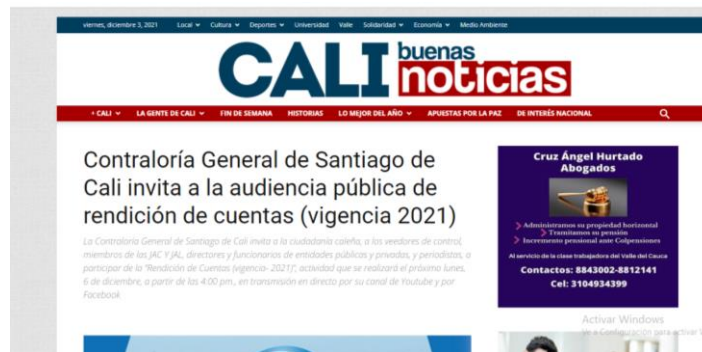 viernes, diciembre 3, 2021 Local Cultura Deportes Universidad Valle Solidaridad Economía Medio Ambiente
CALI buenas noticias
+ CALI LA GENTE DE CALI FIN DE SEMANA HISTORIAS LO MEJOR DEL AÑO APUESTAS POR LA PAZ DE INTERÉS NACIONAL
Contraloría General de Santiago de
Cali invita a la audiencia pública de
rendición de cuentas (vigencia 2021)
La Contraloría General de Santiago de Cali invita a la ciudadanía caleña, a los veedores de control,
miembros de las JAC Y JAL, directores y funcionarios de entidades públicas y privadas, y periodistas, a
participar de la "Rendición de Cuentas (vigencia- 2021)", actividad que se realizará el próximo lunes,
6 de diciembre, a partir de las 4:00 pm., en transmisión en directo por su canal de Youtube y por
Facebook
Cruz Ángel Hurtado
Abogados
Administramos su propiedad horizontal
Tramitamos su pensión
Incremento pensional ante Colpensiones
Al servicio de la clase trabajadora del Valle del Cauca
Contactos: 8843002-8812141
Cel: 3104934399
Activar Windows
Ve a Configuración para activar